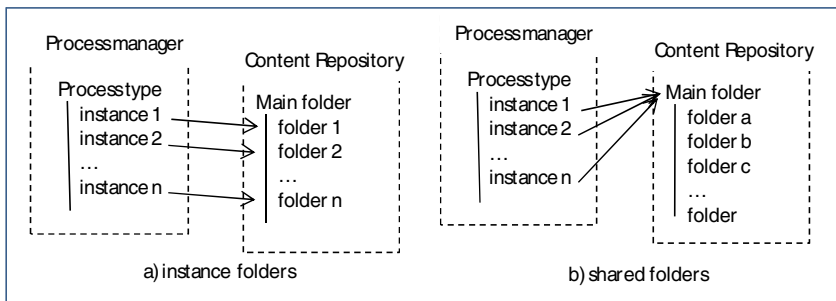 Processmanager
Content Repository
Processtype
instance 1
instance 2
...
instance n
Main folder
folder 1
folder 2
...
folder n
a) instance folders
Processmanager
Content Repository
Processtype
instance 1
instance 2
...
instance n
Main folder
folder a
folder b
folder c
...
folder
b) shared folders